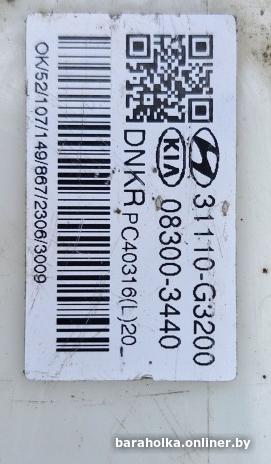 31110-G3200
KIA 08300-3440
DNKR PC40316(L)20_
OK/52/107/149/867/2306/3009
baraholka.onliner.by